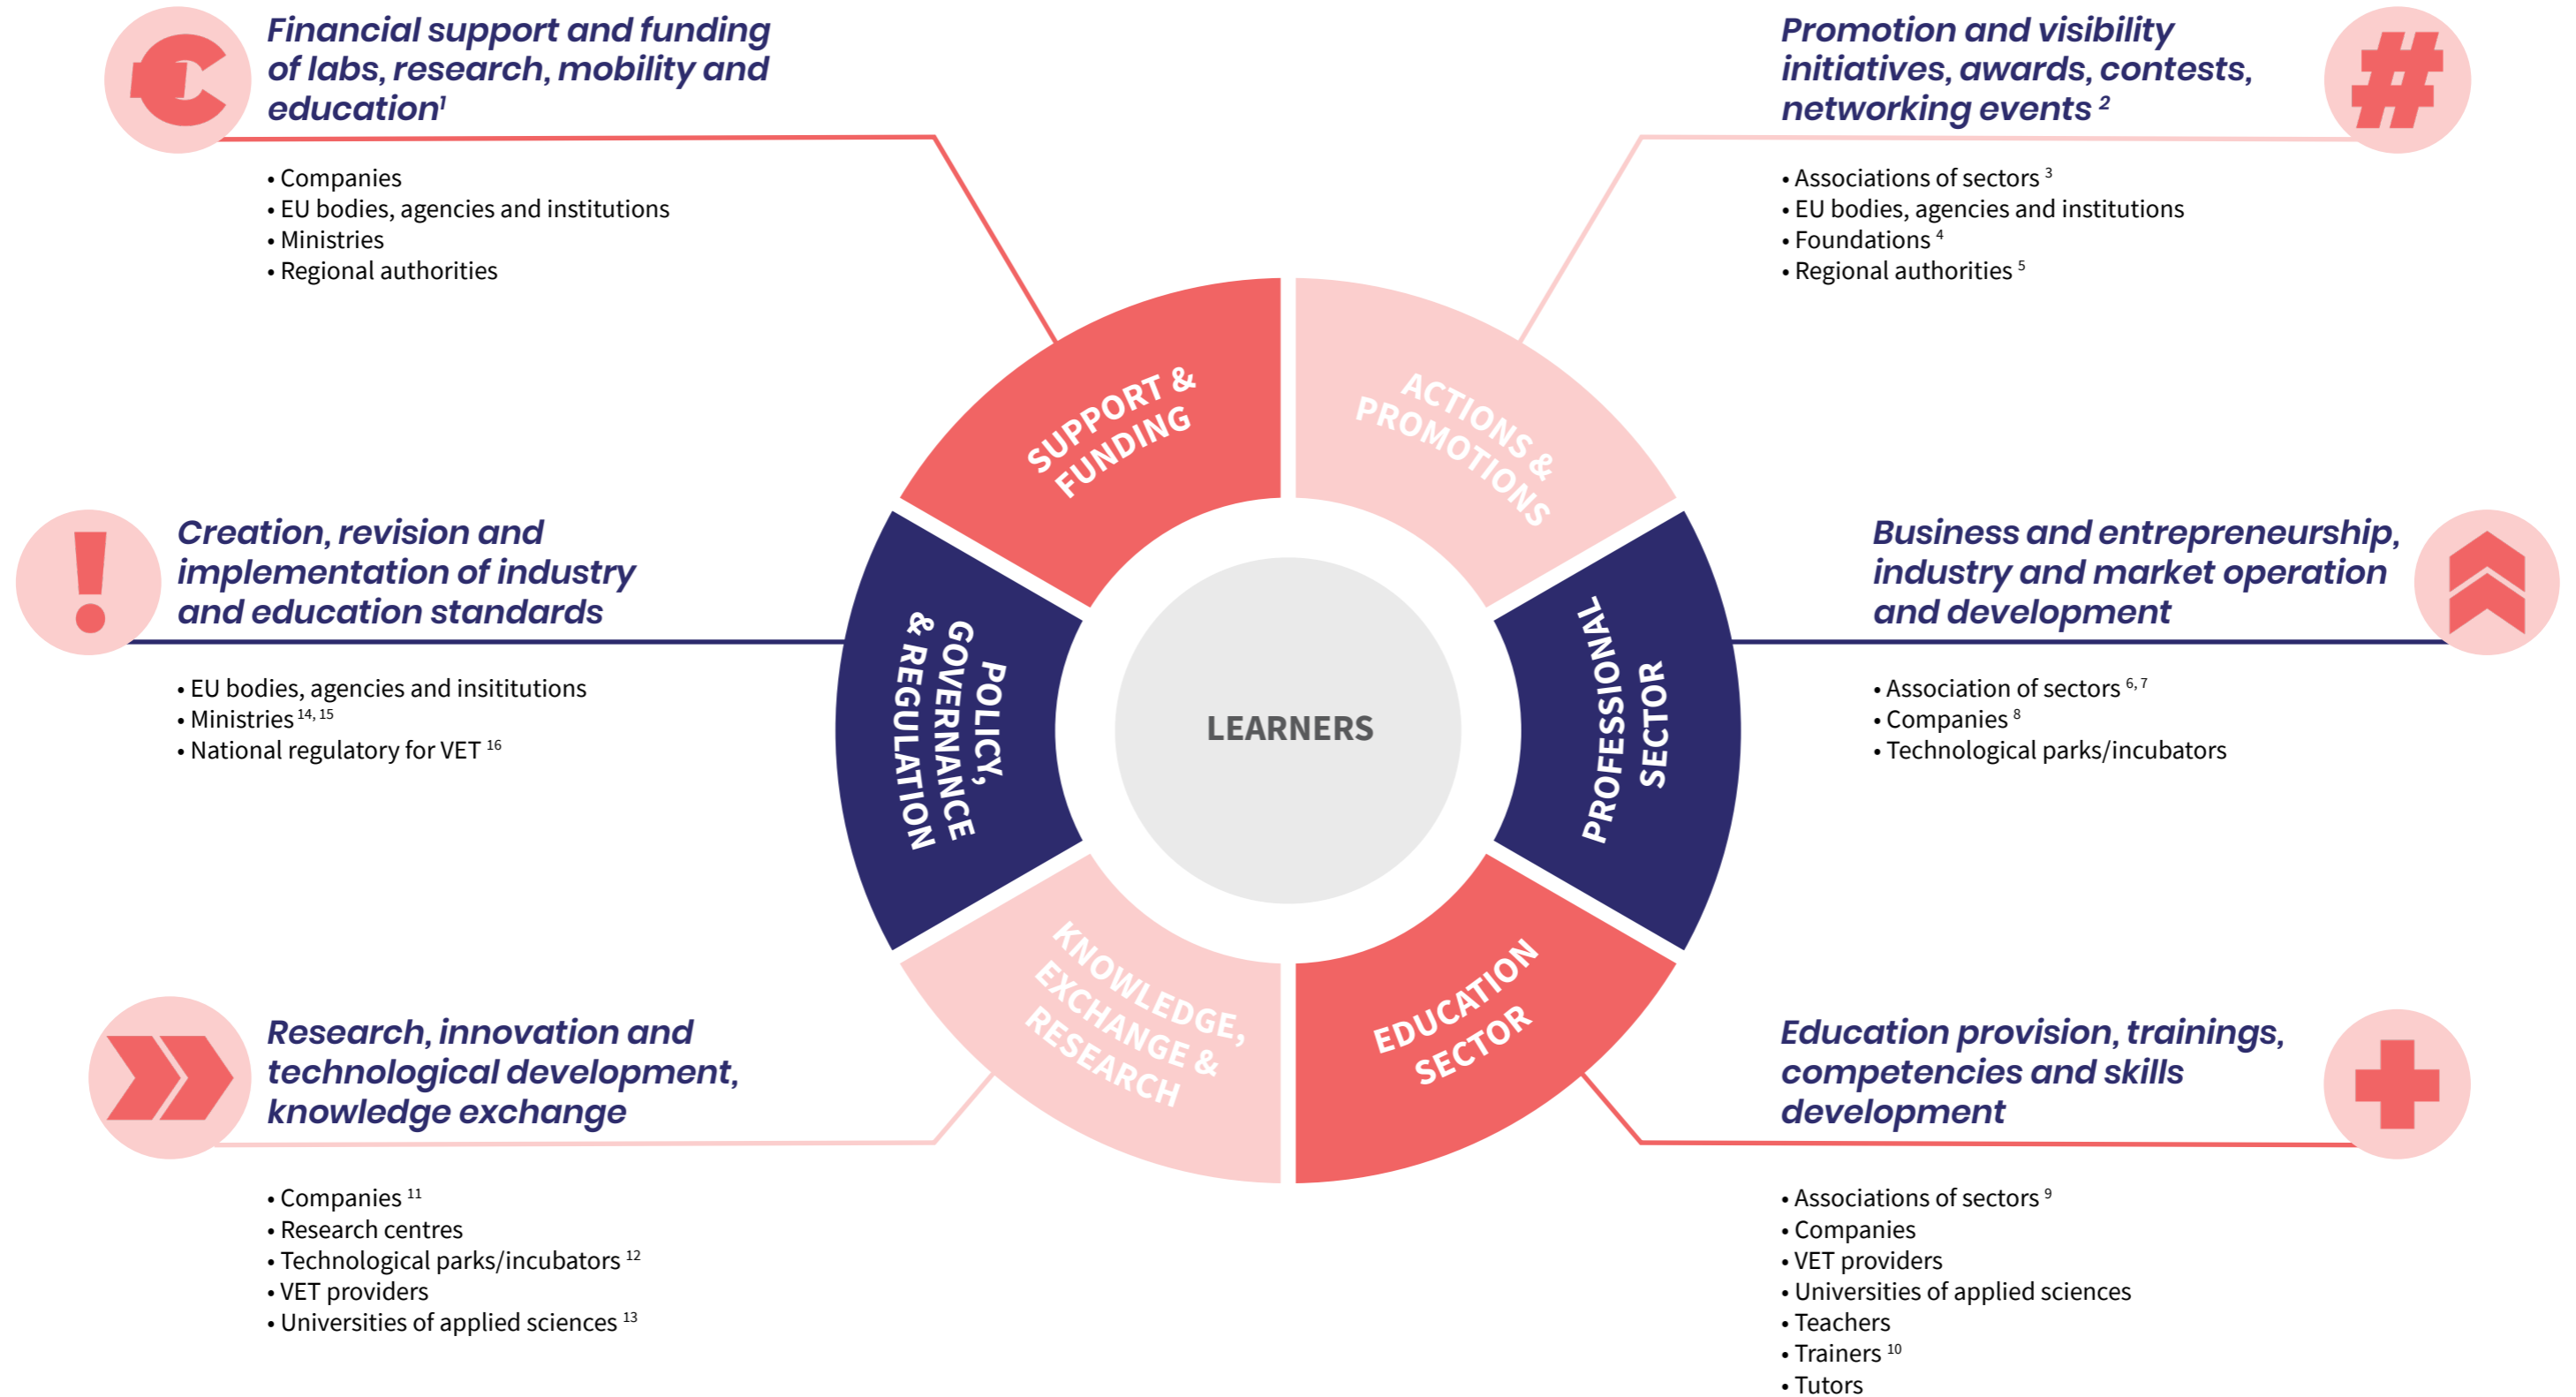 Financial support and funding
of labs, research, mobility and
education¹
• Companies
• EU bodies, agencies and institutions
• Ministries
• Regional authorities
Promotion and visibility
initiatives, awards, contests,
networking events ²
• Associations of sectors ³
• EU bodies, agencies and institutions
• Foundations ⁴
• Regional authorities ⁵
SUPPORT &
FUNDING
ACTIONS &
PROMOTIONS
Creation, revision and
implementation of industry
and education standards
• EU bodies, agencies and insititutions
• Ministries ¹⁴, ¹⁵
• National regulatory for VET ¹⁶
POLICY,
GOVERNANCE
& REGULATION
LEARNERS
PROFESSIONAL
SECTOR
Business and entrepreneurship,
industry and market operation
and development
• Association of sectors ⁶, ⁷
• Companies ⁸
• Technological parks/incubators
KNOWLEDGE,
EXCHANGE &
RESEARCH
EDUCATION
SECTOR
Research, innovation and
technological development,
knowledge exchange
• Companies ¹¹
• Research centres
• Technological parks/incubators ¹²
• VET providers
• Universities of applied sciences ¹³
Education provision, trainings,
competencies and skills
development
• Associations of sectors ⁹
• Companies
• VET providers
• Universities of applied sciences
• Teachers
• Trainers ¹⁰
• Tutors